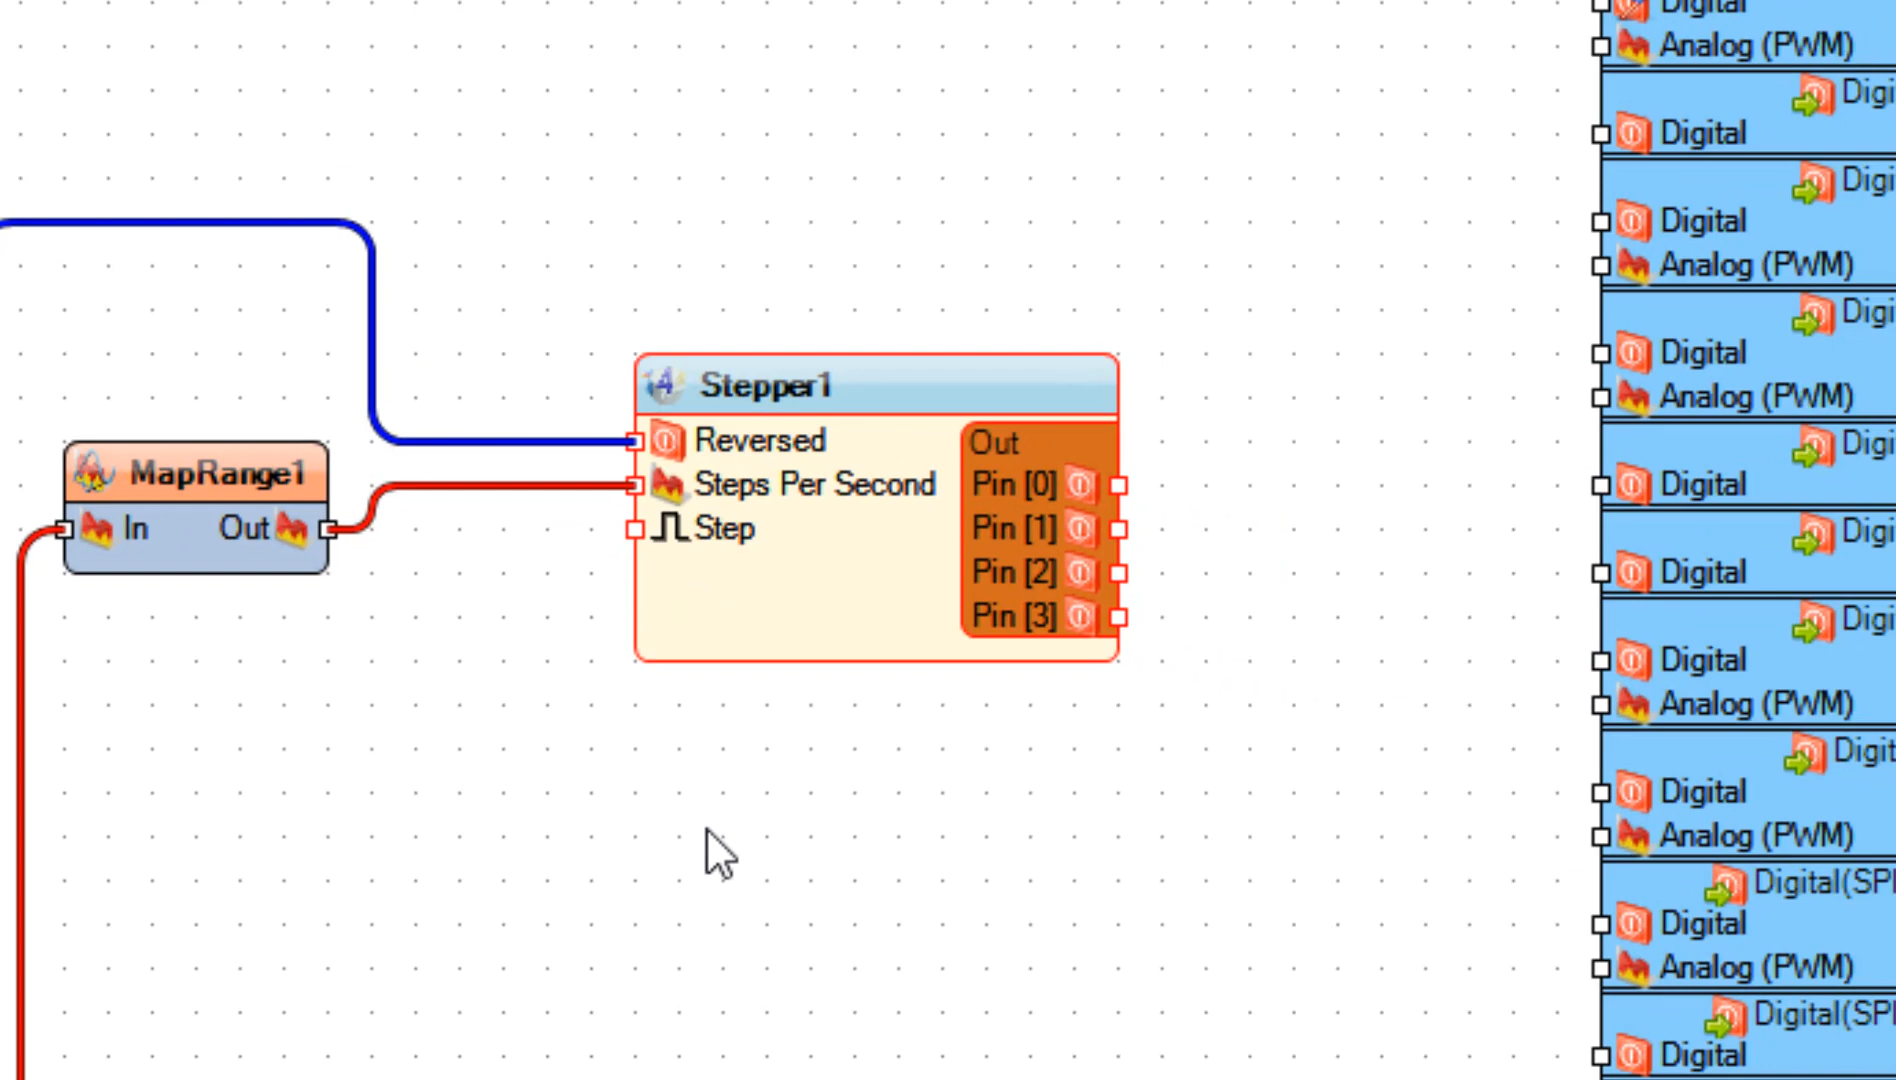 MapRange1
In
Out
Stepper1
Reversed
Steps Per Second
Step
Out
Pin [0]
Pin [1]
Pin [2]
Pin [3]
Digital
Analog (PWM)
Digi
Digital
Digi
Digital
Analog (PWM)
Digi
Digital
Analog (PWM)
Digi
Digital
Digi
Digital
Digi
Digital
Analog (PWM)
Digit
Digital
Analog (PWM)
Digital(SPI
Digital
Analog (PWM)
Digital(SPI
Digital